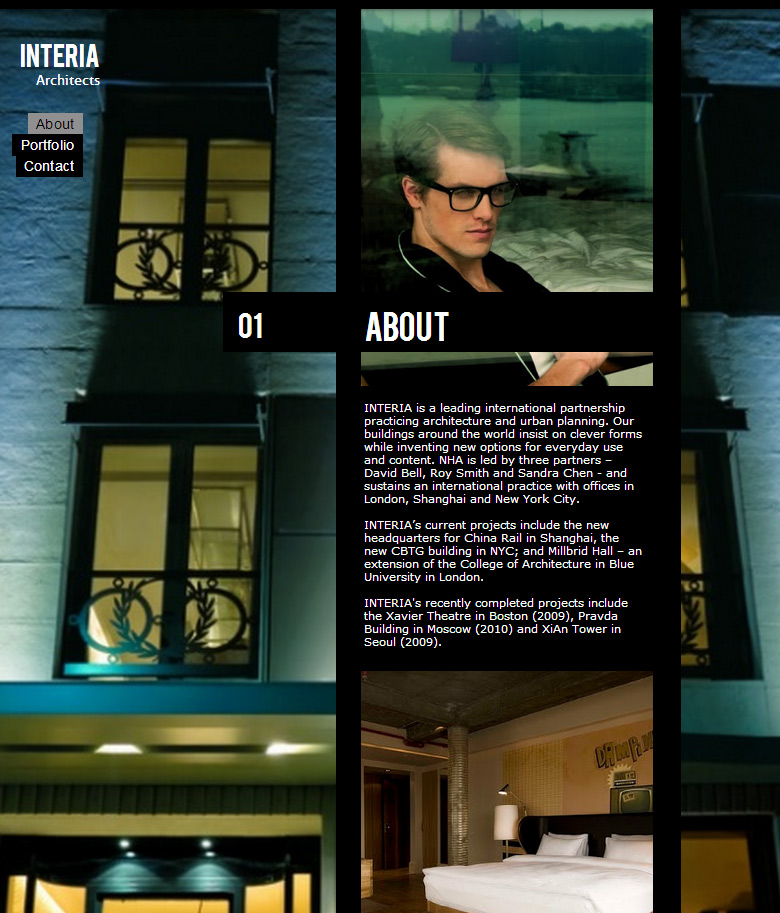 INTERIA
Architects
About
Portfolio
Contact
01
ABOUT
INTERIA is a leading international partnership
practicing architecture and urban planning. Our
buildings around the world insist on clever forms
while inventing new options for everyday use
and content. NHA is led by three partners –
David Bell, Roy Smith and Sandra Chen - and
sustains an international practice with offices in
London, Shanghai and New York City.
INTERIA’s current projects include the new
headquarters for China Rail in Shanghai, the
new CBTG building in NYC; and Millbrid Hall – an
extension of the College of Architecture in Blue
University in London.
INTERIA's recently completed projects include
the Xavier Theatre in Boston (2009), Pravda
Building in Moscow (2010) and XiAn Tower in
Seoul (2009).